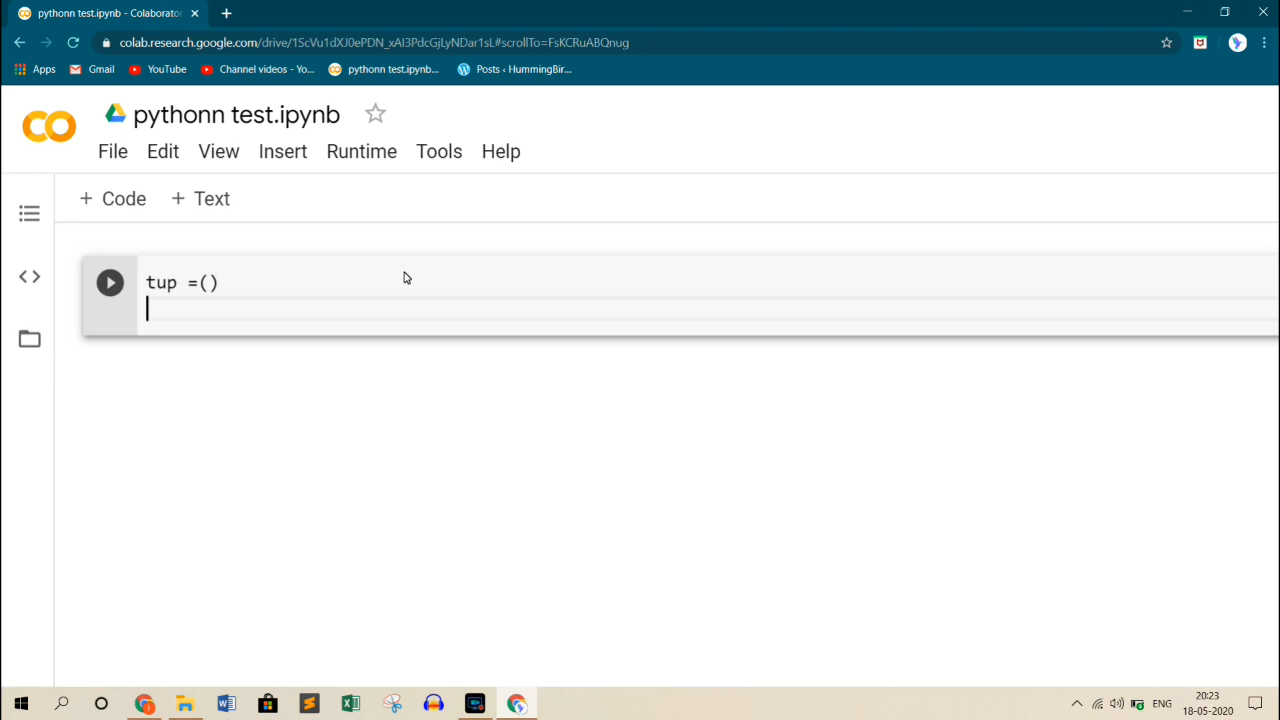 pythonn test.ipynb - Colaborator
colab.research.google.com/drive/1ScVu1dXJ0ePDN_xAI3PdcGjLyNDar1sL#scrollTo=FsKCRuABQnug
Apps Gmail YouTube Channel videos - Yo... pythonn test.ipynb... Posts ‹ HummingBir...
pythonn test.ipynb
File Edit View Insert Runtime Tools Help
+ Code + Text
tup =()
ENG
20:23
18-05-2020